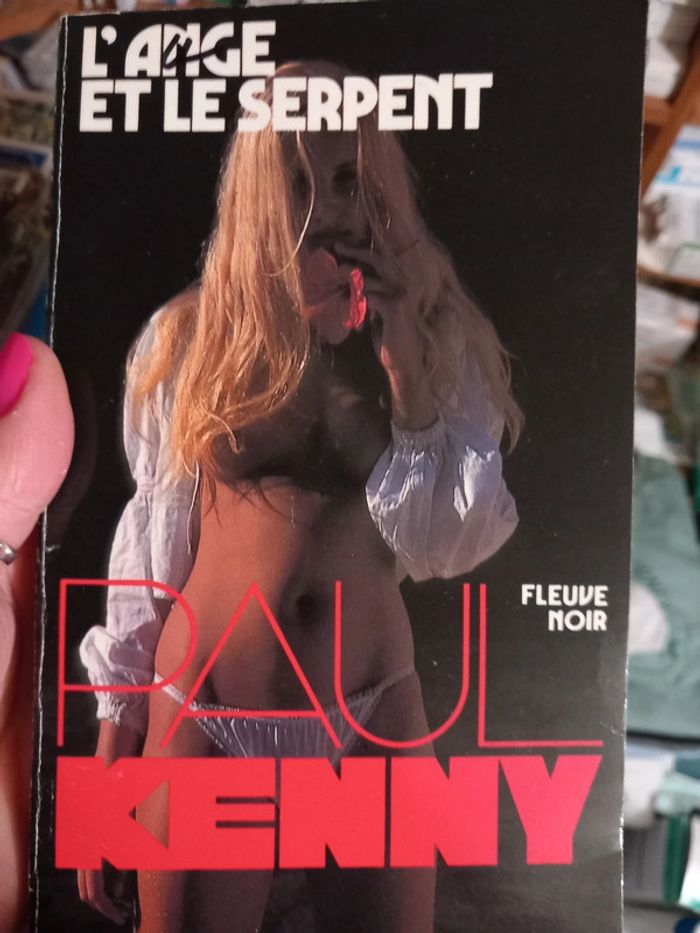 L'ANGE
ET LE SERPENT
FLEUVE
NOIR
PAUL
KENNY